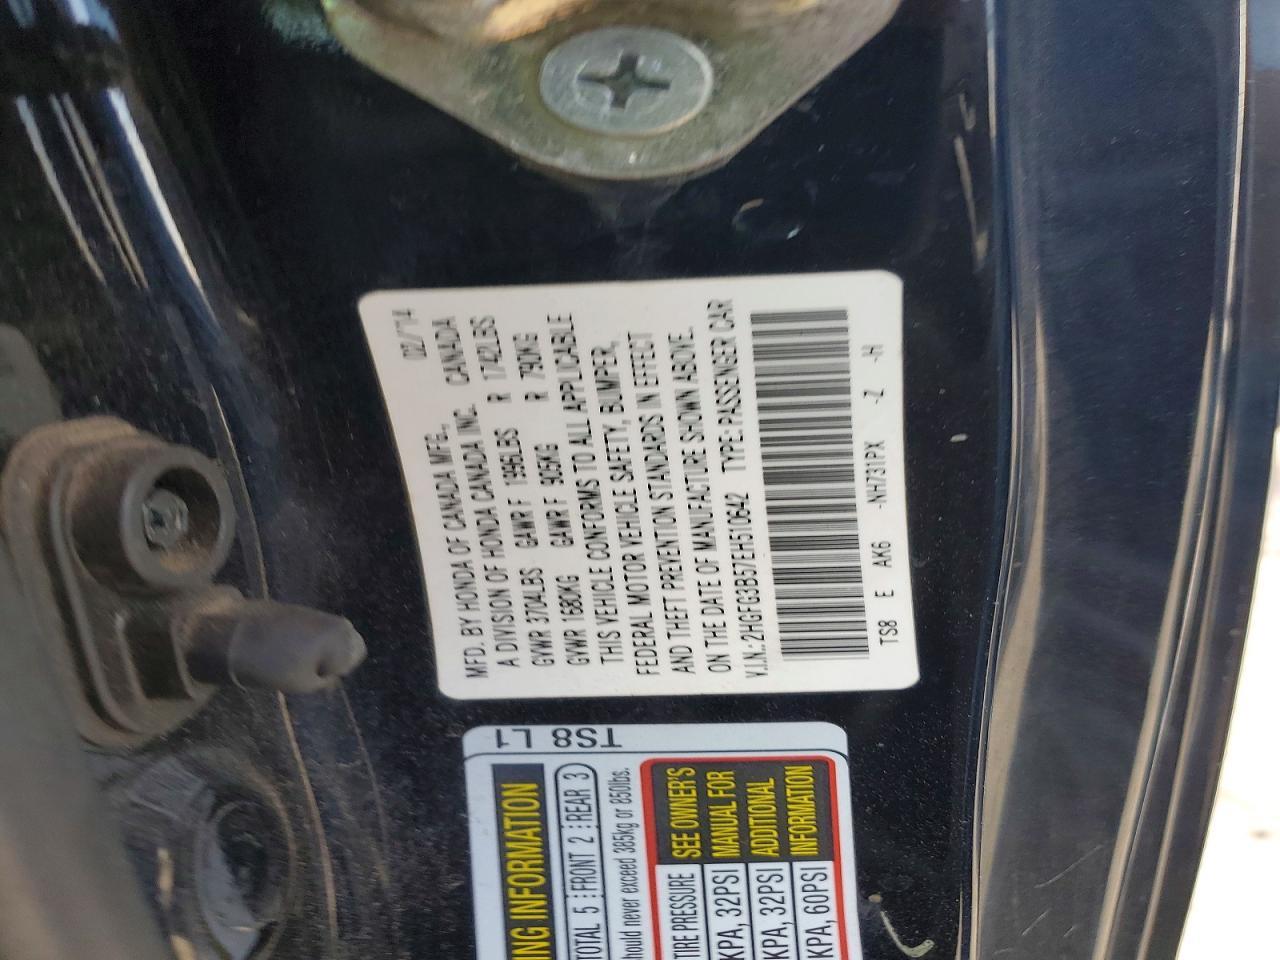 MFD. BY HONDA OF CANADA MFG., 02/14
A DIVISION OF HONDA CANADA INC. CANADA
GVWR 3704LBS GAWR F 1995LBS R 1742LBS
GVWR 1680KG GAWR F 905KG R 790KG
THIS VEHICLE CONFORMS TO ALL APPLICABLE
FEDERAL MOTOR VEHICLE SAFETY, BUMPER,
AND THEFT PREVENTION STANDARDS IN EFFECT
ON THE DATE OF MANUFACTURE SHOWN ABOVE.
V.I.N.: 2HGFG3B57EH510642 TYPE: PASSENGER CAR
TS8 E AK6 -NH731PX -Z -H
TS8 L1
INFORMATION
TOTAL 5 FRONT 2 REAR 3
should never exceed 385kg or 850lbs.
TIRE PRESSURE
KPA, 32PSI
KPA, 32PSI
KPA, 60PSI
SEE OWNER'S
MANUAL FOR
ADDITIONAL
INFORMATION